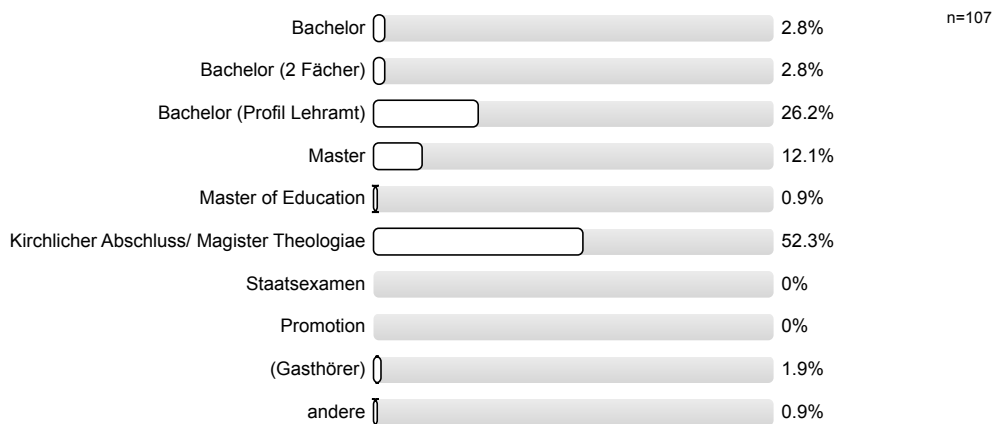 n=107
Bachelor 2.8%
Bachelor (2 Fächer) 2.8%
Bachelor (Profil Lehramt) 26.2%
Master 12.1%
Master of Education 0.9%
Kirchlicher Abschluss/ Magister Theologiae 52.3%
Staatsexamen 0%
Promotion 0%
(Gasthörer) 1.9%
andere 0.9%